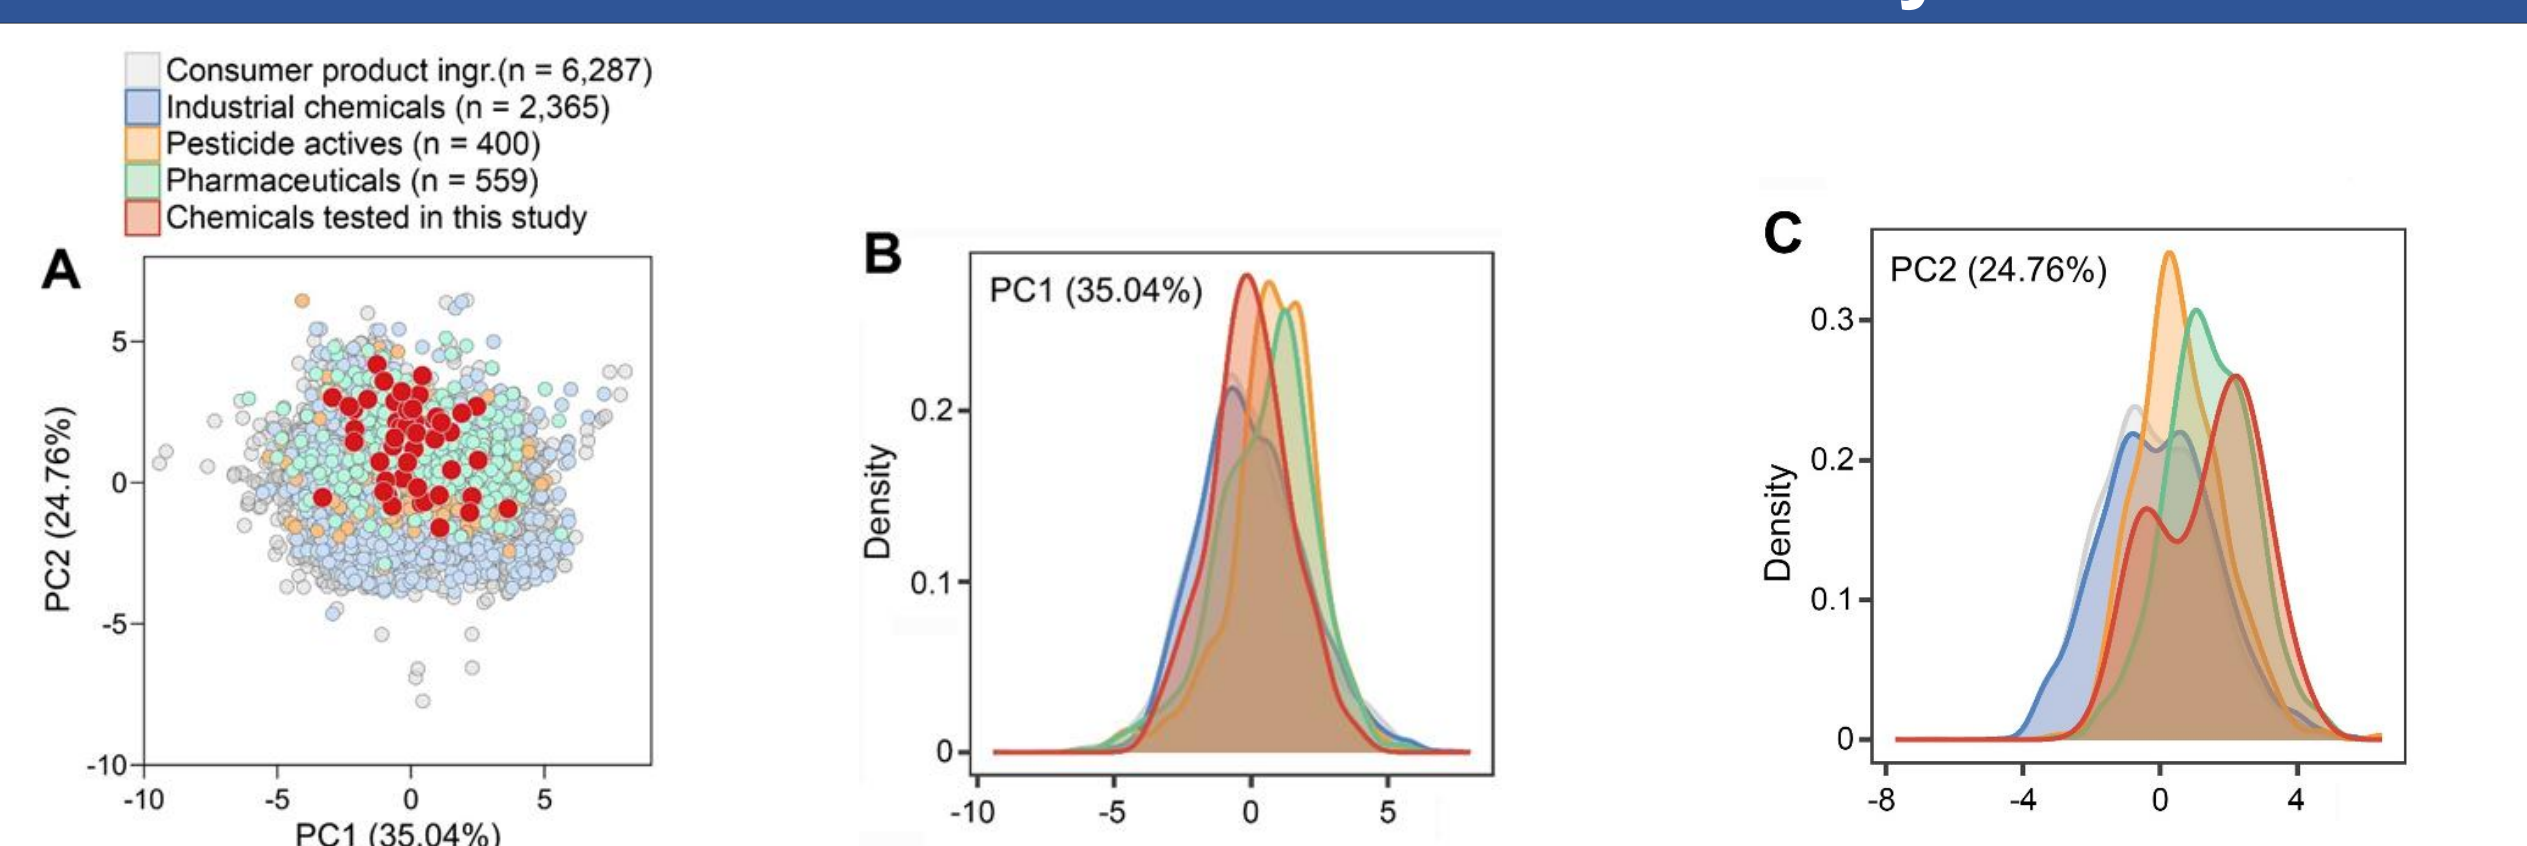 Consumer product ingr.(n = 6,287)
Industrial chemicals (n = 2,365)
Pesticide actives (n = 400)
Pharmaceuticals (n = 559)
Chemicals tested in this study
A
PC2 (24.76%)
5
0
-5
-10
-10 -5 0 5
PC1 (35.04%)
B
PC1 (35.04%)
Density
0.2
0.1
0
-10 -5 0 5
C
PC2 (24.76%)
Density
0.3
0.2
0.1
0
-8 -4 0 4